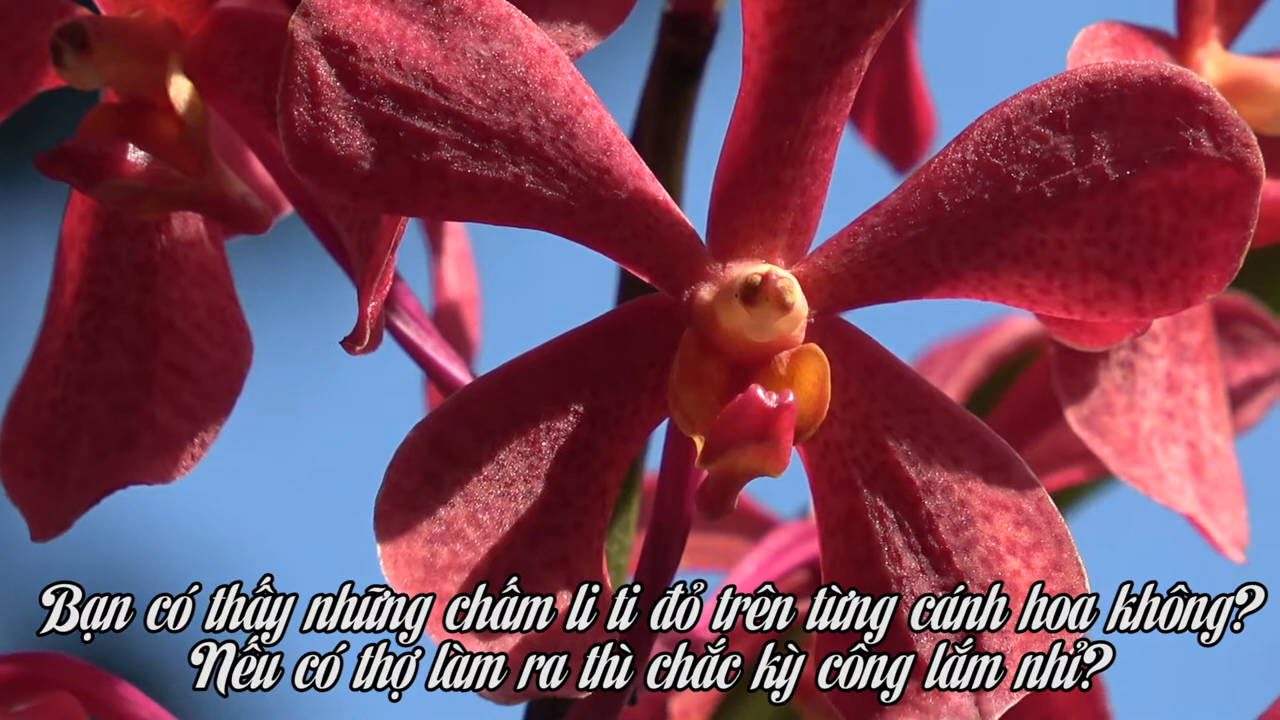 Bạn có thấy những chấm li ti đỏ trên từng cánh hoa không?
Nếu có thợ làm ra thì chắc kỳ công lắm nhỉ?